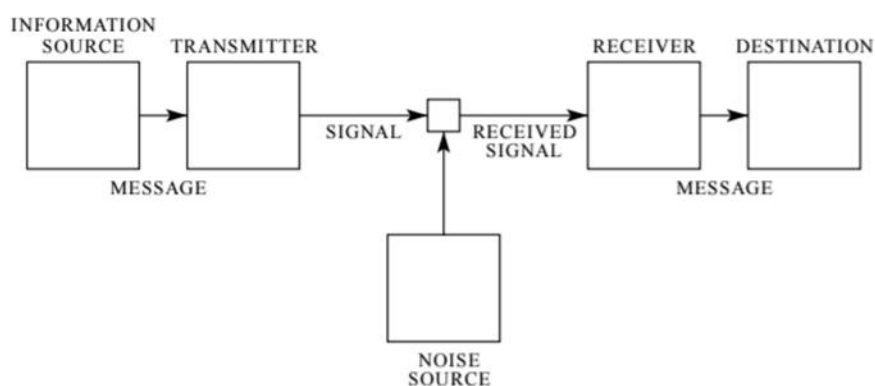 INFORMATION
SOURCE
TRANSMITTER
RECEIVER
DESTINATION
SIGNAL
RECEIVED
SIGNAL
MESSAGE
MESSAGE
NOISE
SOURCE